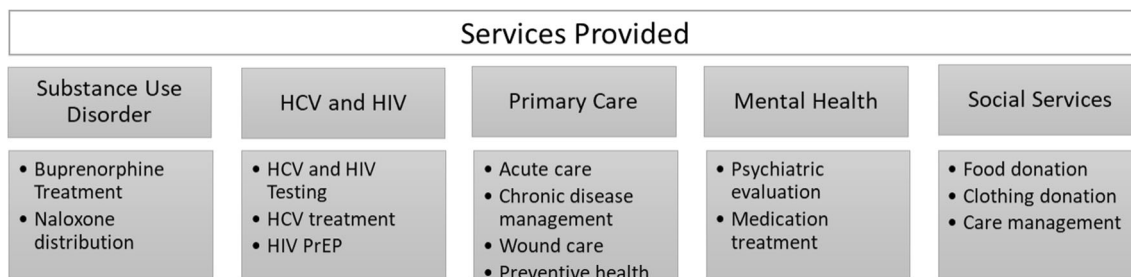 Services Provided
Substance Use
Disorder
HCV and HIV
Primary Care
Mental Health
Social Services
• Buprenorphine
Treatment
• Naloxone
distribution
• HCV and HIV
Testing
• HCV treatment
• HIV PrEP
• Acute care
• Chronic disease
management
• Wound care
• Preventive health
• Psychiatric
evaluation
• Medication
treatment
• Food donation
• Clothing donation
• Care management